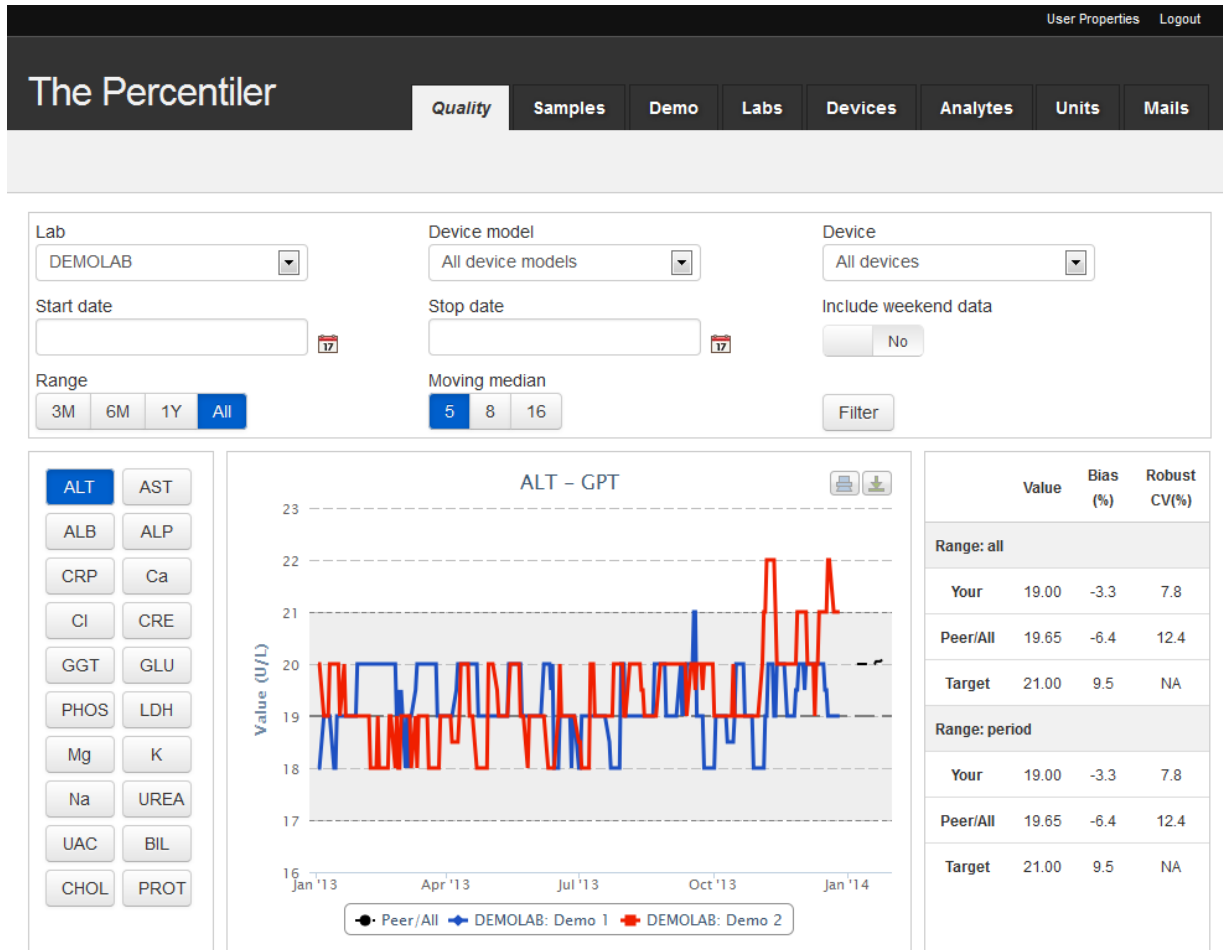 User Properties Logout
The Percentiler
Quality Samples Demo Labs Devices Analytes Units Mails
Lab Device model Device
DEMOLAB All device models All devices
Start date Stop date Include weekend data
17 17 No
Range Moving median
3M 6M 1Y All 5 8 16 Filter
ALT AST
ALB ALP
CRP Ca
Cl CRE
GGT GLU
PHOS LDH
Mg K
Na UREA
UAC BIL
CHOL PROT
ALT – GPT
Value (U/L)
23
22
21
20
19
18
17
16
Jan '13 Apr '13 Jul '13 Oct '13 Jan '14
Peer/All DEMOLAB: Demo 1 DEMOLAB: Demo 2
Value Bias (%) Robust CV(%)
Range: all
Your 19.00 -3.3 7.8
Peer/All 19.65 -6.4 12.4
Target 21.00 9.5 NA
Range: period
Your 19.00 -3.3 7.8
Peer/All 19.65 -6.4 12.4
Target 21.00 9.5 NA